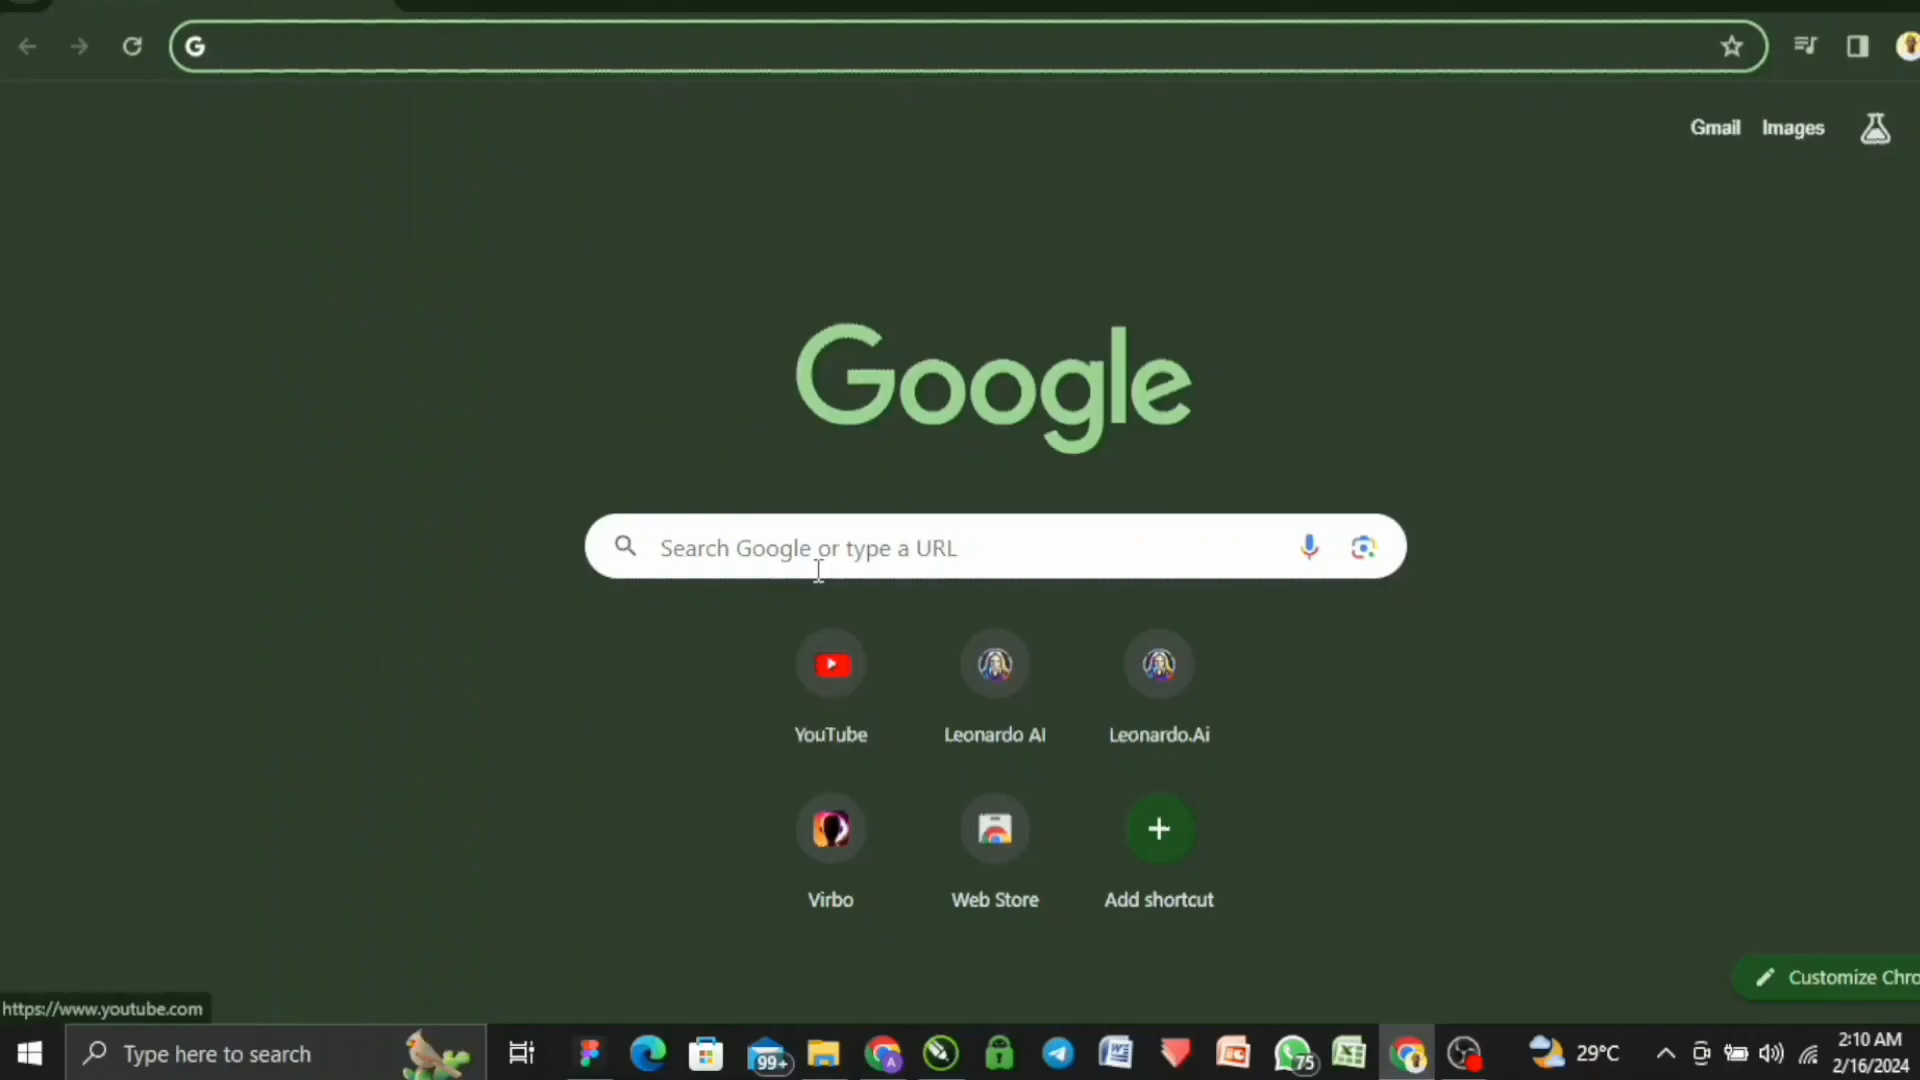 G
Gmail Images
Google
Search Google or type a URL
YouTube Leonardo AI Leonardo.Ai
Virbo Web Store Add shortcut
Customize Chro
https://www.youtube.com
Type here to search 99+ A 75 29°C 2:10 AM
2/16/2024